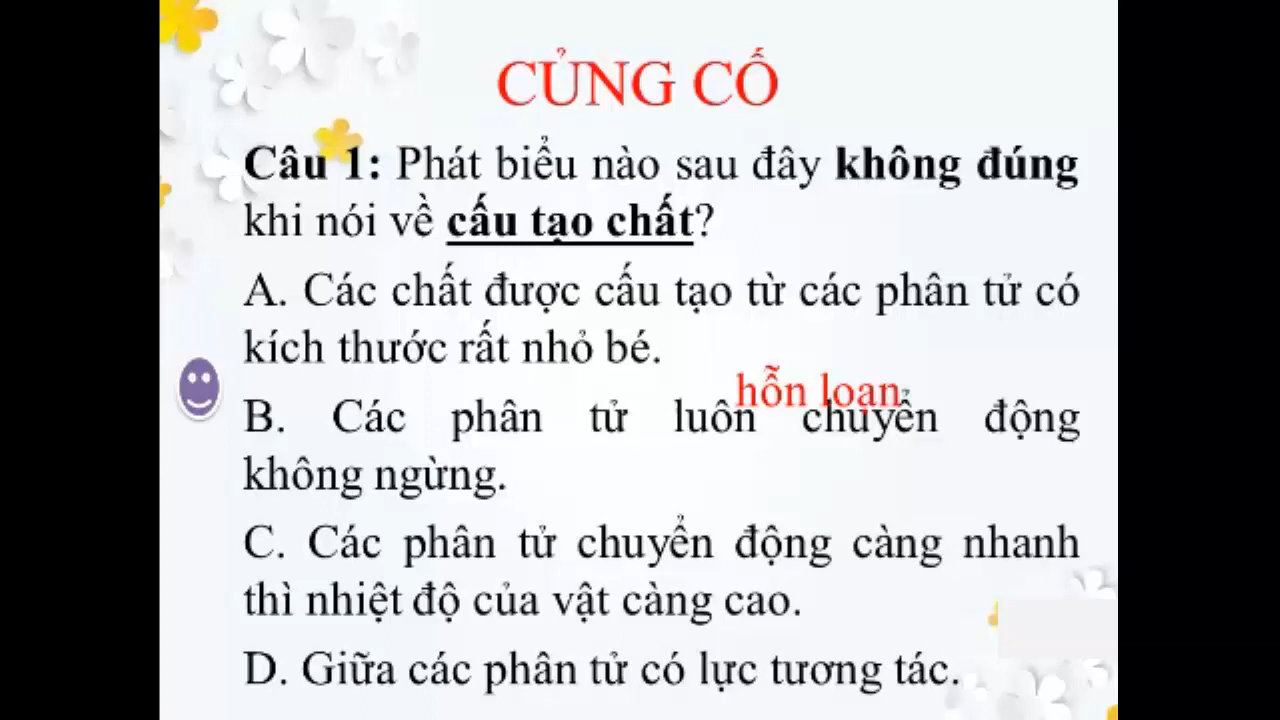 CỦNG CỐ
Câu 1: Phát biểu nào sau đây không đúng
khi nói về cấu tạo chất?
A. Các chất được cấu tạo từ các phân tử có
kích thước rất nhỏ bé.
hỗn loạn
B. Các phân tử luôn chuyển động
không ngừng.
C. Các phân tử chuyển động càng nhanh
thì nhiệt độ của vật càng cao.
D. Giữa các phân tử có lực tương tác.